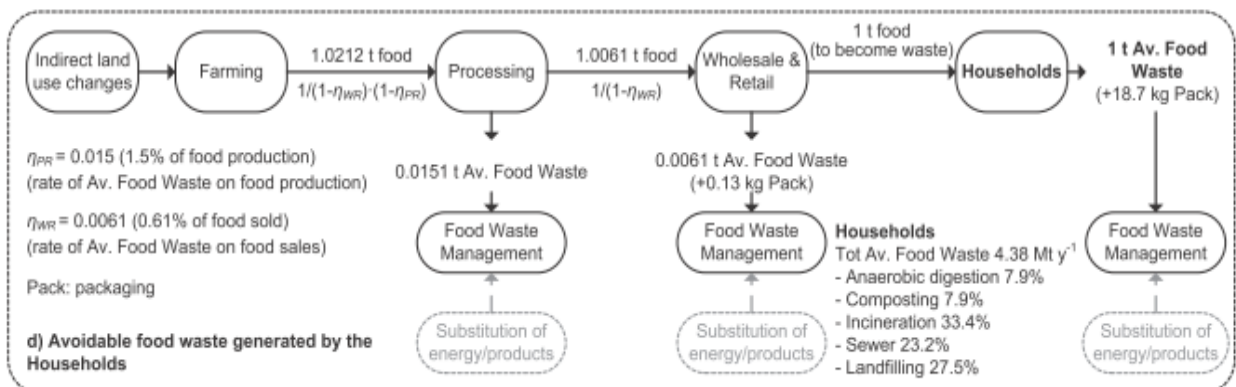 Indirect land
use changes
Farming
1.0212 t food
1/(1-ηWR)·(1-ηPR)
Processing
1.0061 t food
1/(1-ηWR)
Wholesale &
Retail
1 t food
(to become waste)
Households
1 t Av. Food
Waste
(+18.7 kg Pack)
ηPR = 0.015 (1.5% of food production)
(rate of Av. Food Waste on food production)
ηWR = 0.0061 (0.61% of food sold)
(rate of Av. Food Waste on food sales)
Pack: packaging
d) Avoidable food waste generated by the
Households
0.0151 t Av. Food Waste
Food Waste
Management
Substitution of
energy/products
0.0061 t Av. Food Waste
(+0.13 kg Pack)
Food Waste
Management
Substitution of
energy/products
Households
Tot Av. Food Waste 4.38 Mt y-1
- Anaerobic digestion 7.9%
- Composting 7.9%
- Incineration 33.4%
- Sewer 23.2%
- Landfilling 27.5%
Food Waste
Management
Substitution of
energy/products